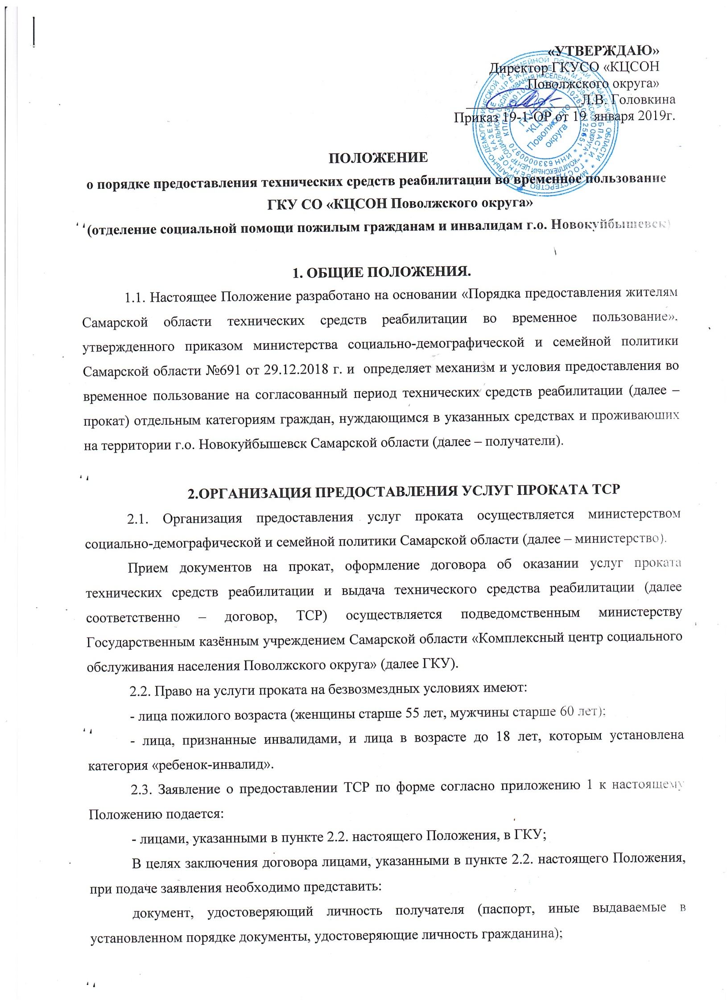 «УТВЕРЖДАЮ»
Директор ГКУСО «КЦСОН
Поволжского округа»
Л.В. Головкина
Приказ 19-1-ОР от 19 января 2019г.
ГКУ СО
"КЦСОН
Поволжского
округа"
ПОЛОЖЕНИЕ
о порядке предоставления технических средств реабилитации во временное пользование
ГКУ СО «КЦСОН Поволжского округа»
(отделение социальной помощи пожилым гражданам и инвалидам г.о. Новокуйбышевск)
1. ОБЩИЕ ПОЛОЖЕНИЯ.
1.1. Настоящее Положение разработано на основании «Порядка предоставления жителям
Самарской области технических средств реабилитации во временное пользование».
утвержденного приказом министерства социально-демографической и семейной политики
Самарской области №691 от 29.12.2018 г. и определяет механизм и условия предоставления во
временное пользование на согласованный период технических средств реабилитации (далее –
прокат) отдельным категориям граждан, нуждающимся в указанных средствах и проживающих
на территории г.о. Новокуйбышевск Самарской области (далее – получатели).
2.ОРГАНИЗАЦИЯ ПРЕДОСТАВЛЕНИЯ УСЛУГ ПРОКАТА ТСР
2.1. Организация предоставления услуг проката осуществляется министерством
социально-демографической и семейной политики Самарской области (далее – министерство).
Прием документов на прокат, оформление договора об оказании услуг проката
технических средств реабилитации и выдача технического средства реабилитации (далее
соответственно – договор, ТСР) осуществляется подведомственным министерству
Государственным казённым учреждением Самарской области «Комплексный центр социального
обслуживания населения Поволжского округа» (далее ГКУ).
2.2. Право на услуги проката на безвозмездных условиях имеют:
- лица пожилого возраста (женщины старше 55 лет, мужчины старше 60 лет);
- лица, признанные инвалидами, и лица в возрасте до 18 лет, которым установлена
категория «ребенок-инвалид».
2.3. Заявление о предоставлении ТСР по форме согласно приложению 1 к настоящему
Положению подается:
- лицами, указанными в пункте 2.2. настоящего Положения, в ГКУ;
В целях заключения договора лицами, указанными в пункте 2.2. настоящего Положения,
при подаче заявления необходимо представить:
документ, удостоверяющий личность получателя (паспорт, иные выдаваемые в
установленном порядке документы, удостоверяющие личность гражданина);